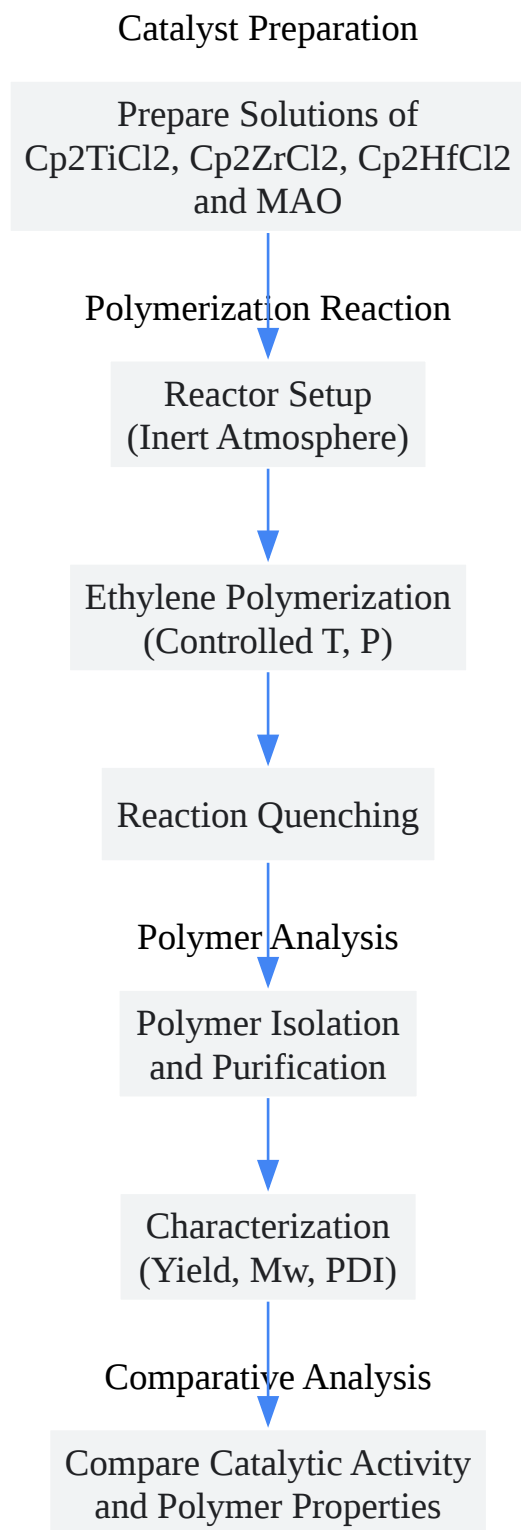 Catalyst Preparation
Prepare Solutions of
Cp2TiCl2, Cp2ZrCl2, Cp2HfCl2
and MAO
Polymerization Reaction
Reactor Setup
(Inert Atmosphere)
Ethylene Polymerization
(Controlled T, P)
Reaction Quenching
Polymer Analysis
Polymer Isolation
and Purification
Characterization
(Yield, Mw, PDI)
Comparative Analysis
Compare Catalytic Activity
and Polymer Properties